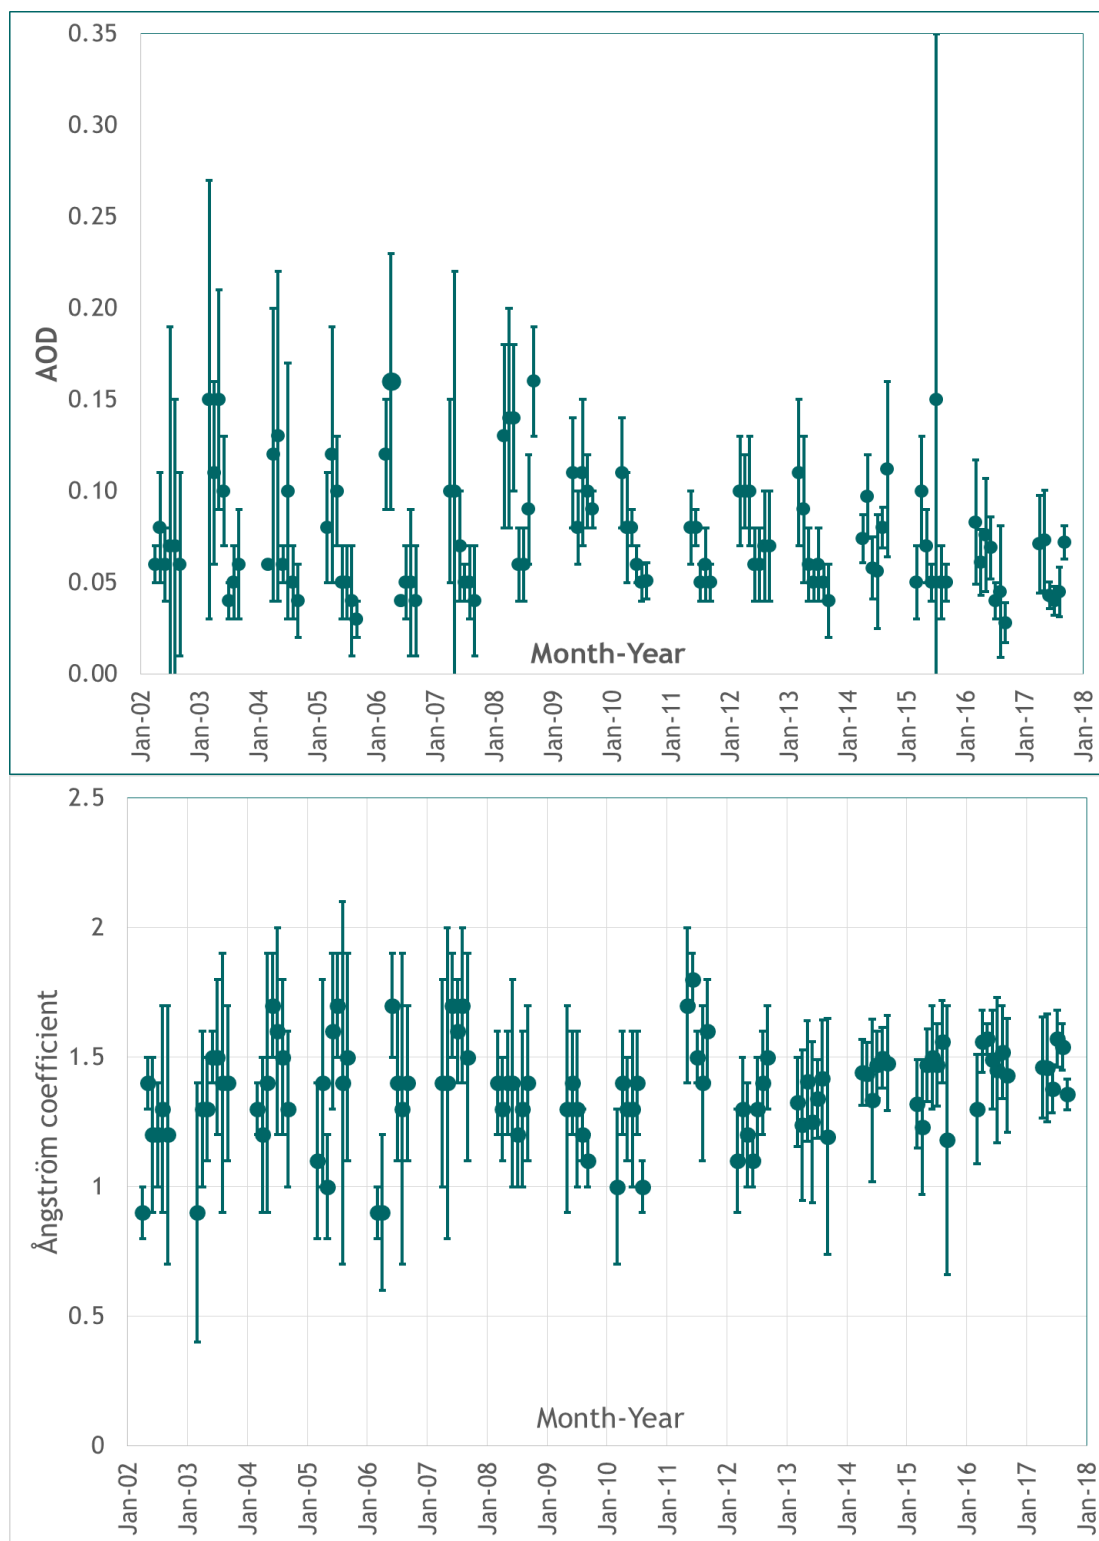 0.35
0.30
0.25
0.20
0.15
0.10
0.05
0.00
AOD
Month-Year
Jan-02
Jan-03
Jan-04
Jan-05
Jan-06
Jan-07
Jan-08
Jan-09
Jan-10
Jan-11
Jan-12
Jan-13
Jan-14
Jan-15
Jan-16
Jan-17
Jan-18
2.5
2
1.5
1
0.5
0
Ångström coefficient
Month-Year
Jan-02
Jan-03
Jan-04
Jan-05
Jan-06
Jan-07
Jan-08
Jan-09
Jan-10
Jan-11
Jan-12
Jan-13
Jan-14
Jan-15
Jan-16
Jan-17
Jan-18